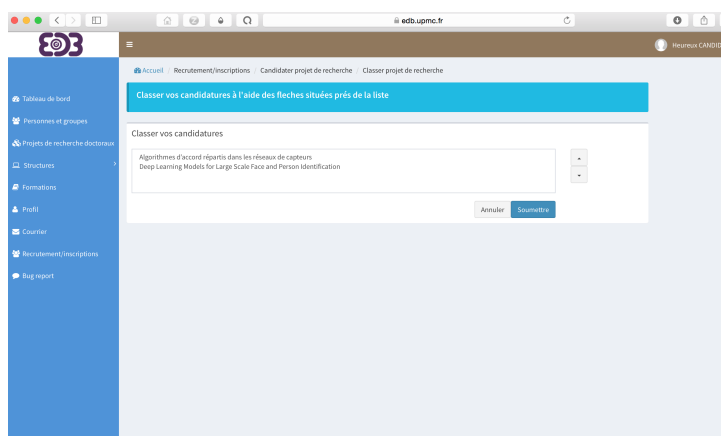 edb.upmc.fr
EDB
Heureux CANDID
Accueil / Recrutement/inscriptions / Candidater projet de recherche / Classer projet de recherche
Classer vos candidatures à l'aide des fleches situées prés de la liste
Tableau de bord
Personnes et groupes
Projets de recherche doctoraux
Structures
Formations
Profil
Courrier
Recrutement/inscriptions
Bug report
Classer vos candidatures
Algorithmes d'accord répartis dans les réseaux de capteurs
Deep Learning Models for Large Scale Face and Person Identification
Annuler Soumettre